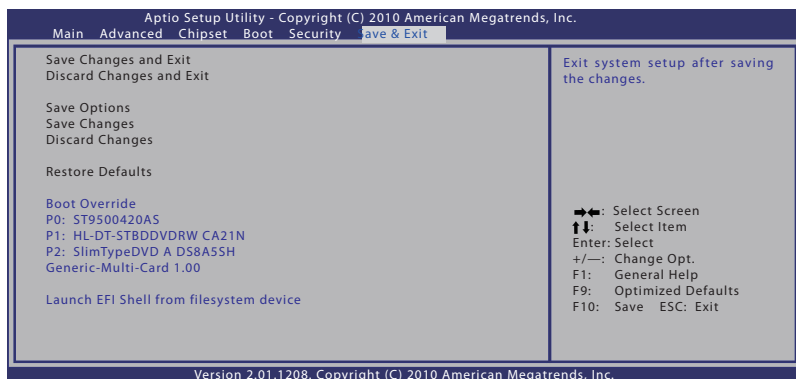 Aptio Setup Utility - Copyright (C) 2010 American Megatrends, Inc.
Main Advanced Chipset Boot Security Save & Exit
Save Changes and Exit
Discard Changes and Exit
Save Options
Save Changes
Discard Changes
Restore Defaults
Boot Override
P0: ST9500420AS
P1: HL-DT-STBDDVDRW CA21N
P2: SlimTypeDVD A DS8A5SH
Generic-Multi-Card 1.00
Launch EFI Shell from filesystem device
Exit system setup after saving
the changes.
→←: Select Screen
↑↓: Select Item
Enter: Select
+/—: Change Opt.
F1: General Help
F9: Optimized Defaults
F10: Save ESC: Exit
Version 2.01.1208. Copyright (C) 2010 American Megatrends, Inc.